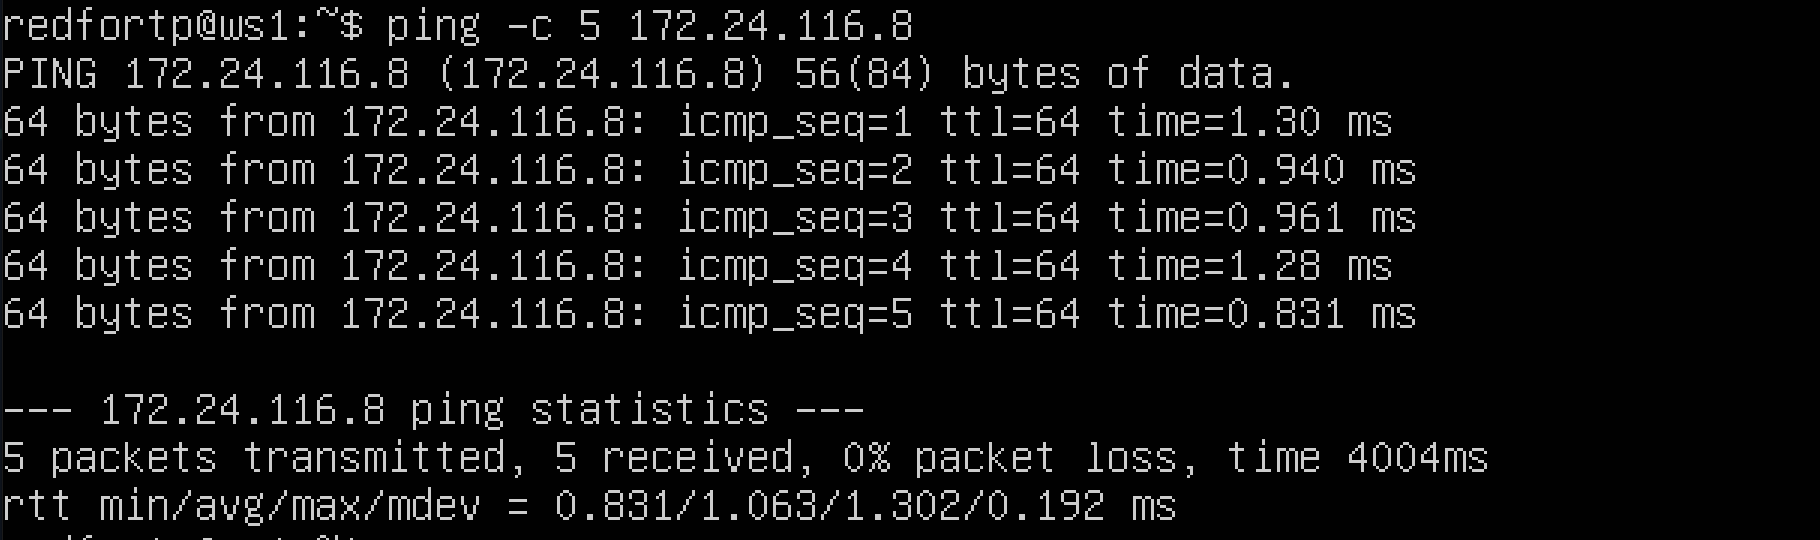 redfortp@ws1:~$ ping -c 5 172.24.116.8
PING 172.24.116.8 (172.24.116.8) 56(84) bytes of data.
64 bytes from 172.24.116.8: icmp_seq=1 ttl=64 time=1.30 ms
64 bytes from 172.24.116.8: icmp_seq=2 ttl=64 time=0.940 ms
64 bytes from 172.24.116.8: icmp_seq=3 ttl=64 time=0.961 ms
64 bytes from 172.24.116.8: icmp_seq=4 ttl=64 time=1.28 ms
64 bytes from 172.24.116.8: icmp_seq=5 ttl=64 time=0.831 ms
--- 172.24.116.8 ping statistics ---
5 packets transmitted, 5 received, 0% packet loss, time 4004ms
rtt min/avg/max/mdev = 0.831/1.063/1.302/0.192 ms